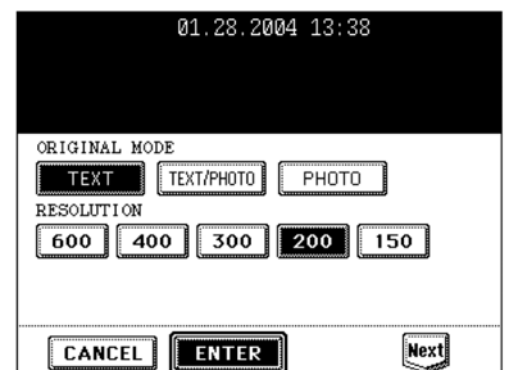 01.28.2004 13:38
ORIGINAL MODE
TEXT TEXT/PHOTO PHOTO
RESOLUTION
600 400 300 200 150
CANCEL ENTER Next